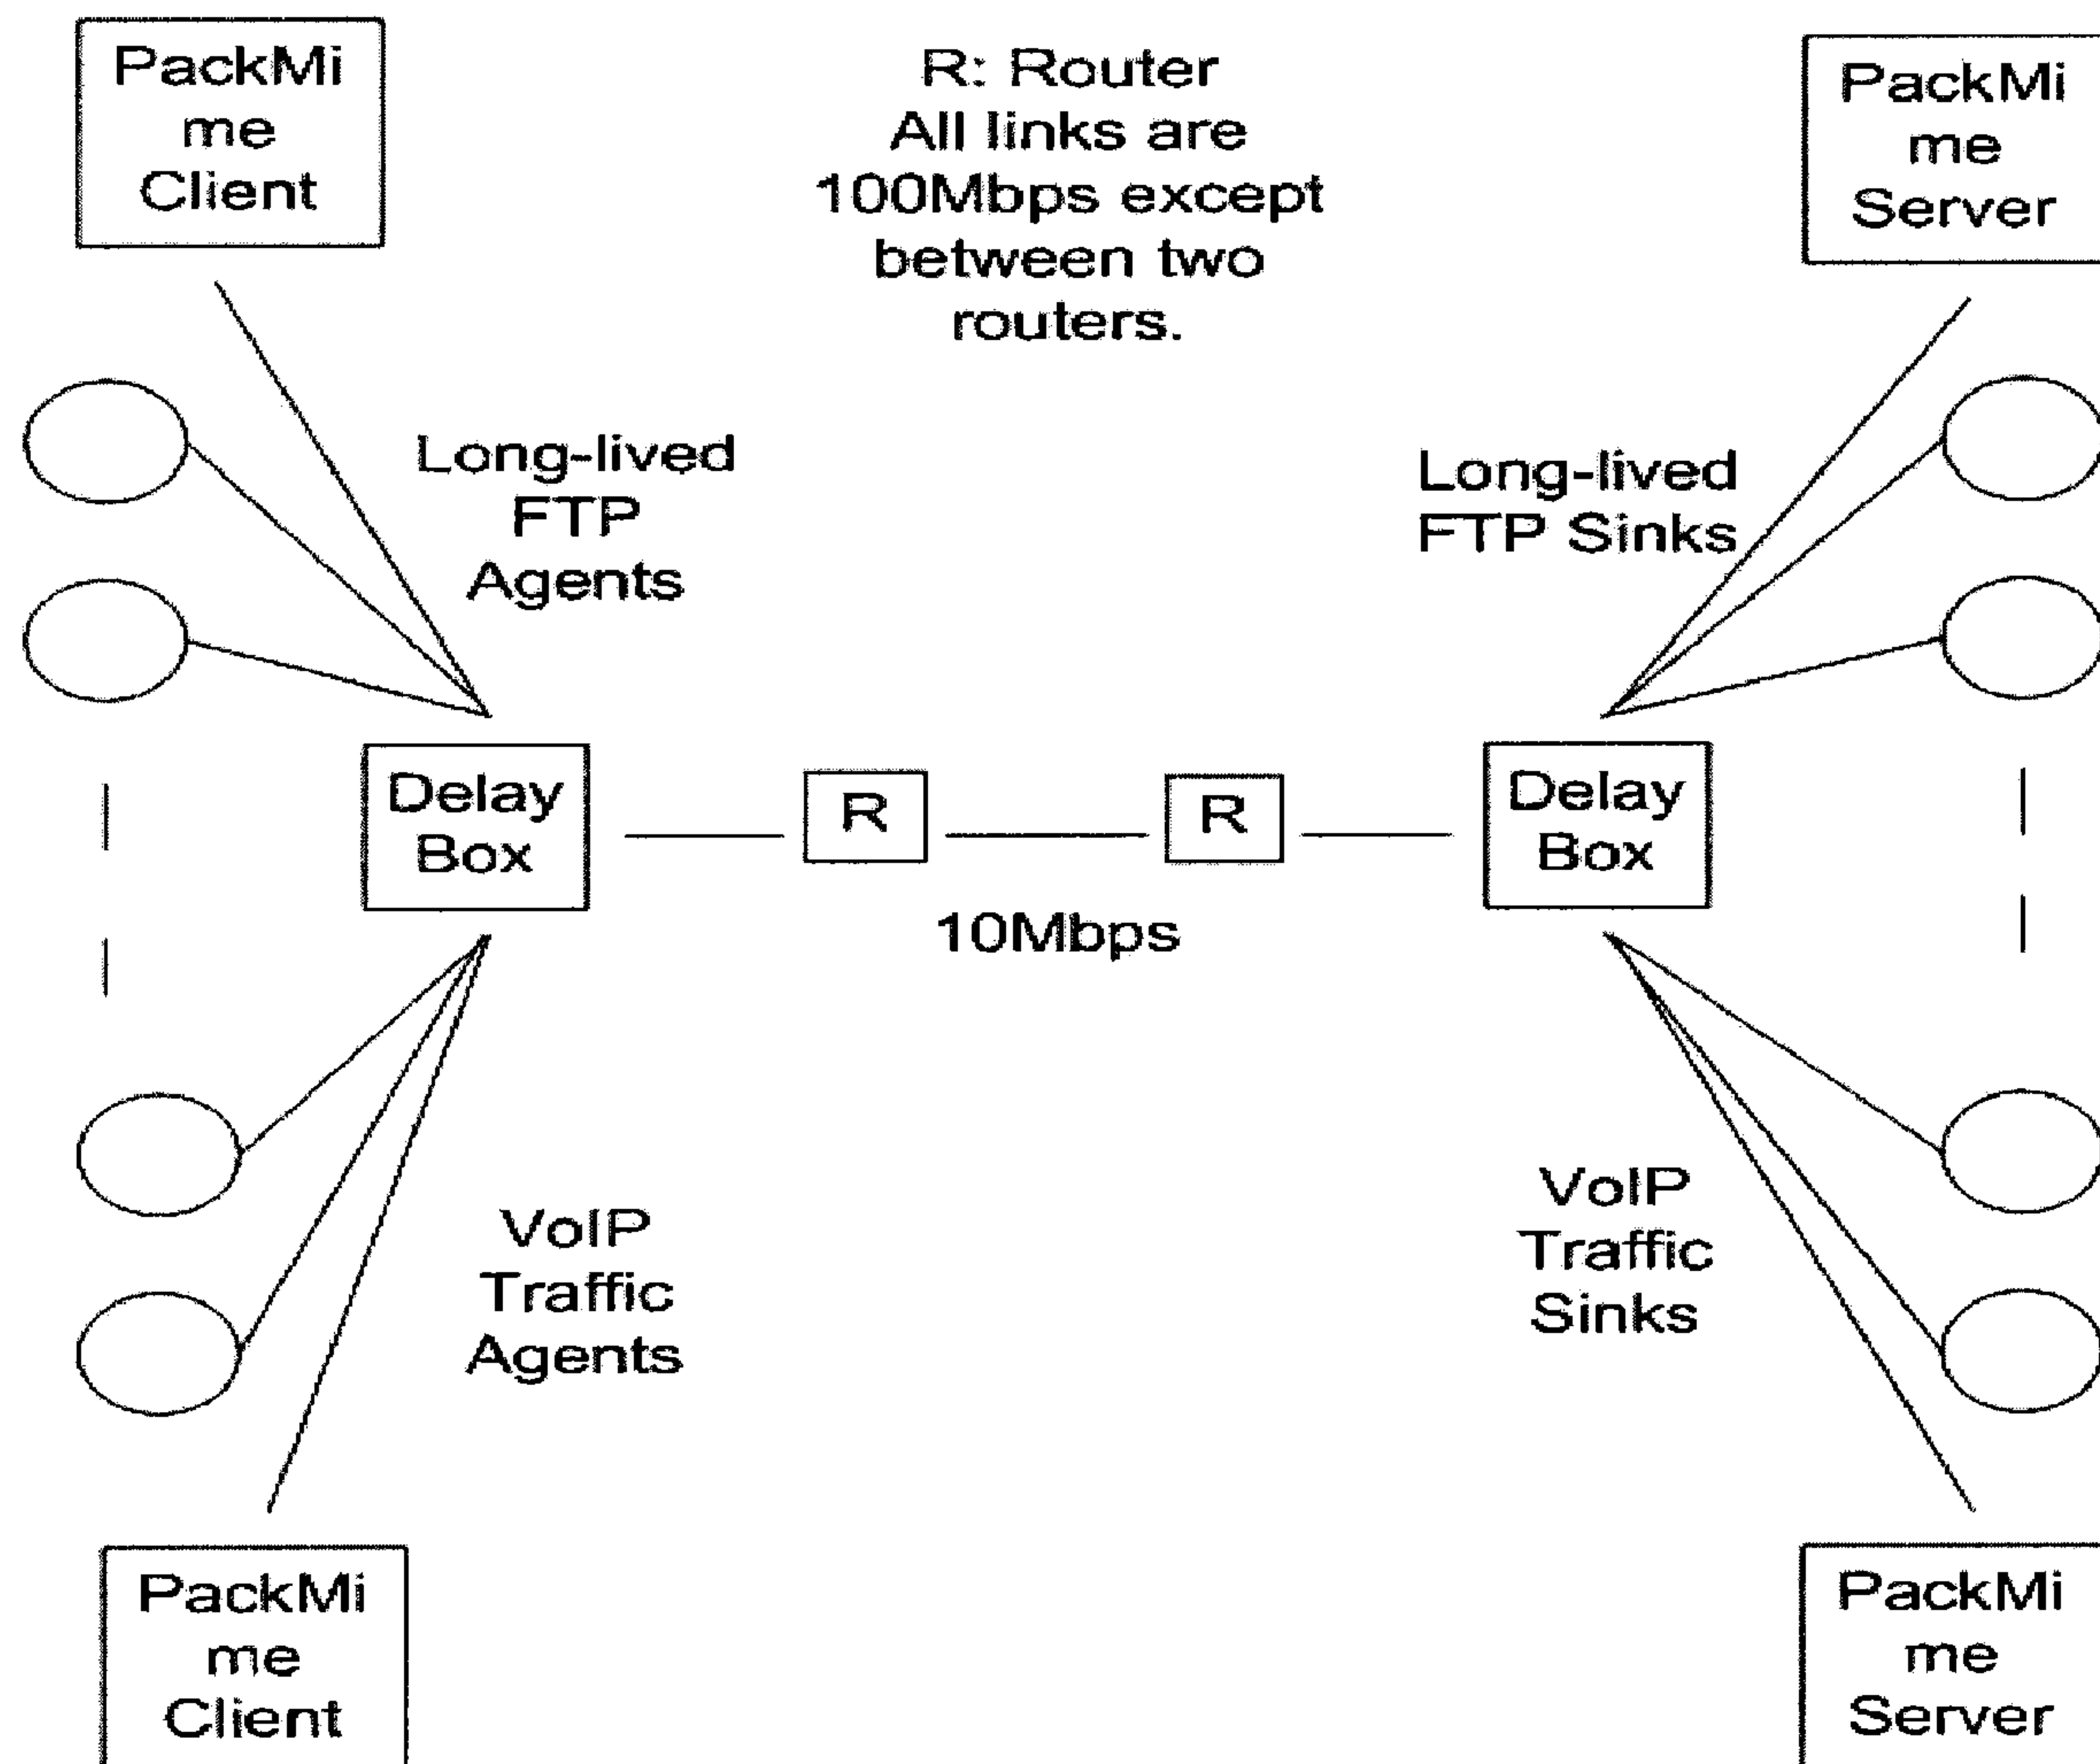 PackMi
me
Client
R: Router
All links are
100Mbps except
between two
routers.
PackMi
me
Server
Long-lived
FTP
Agents
Long-lived
FTP Sinks
Delay
Box
R
R
Delay
Box
10Mbps
VoIP
Traffic
Agents
VoIP
Traffic
Sinks
PackMi
me
Client
PackMi
me
Server